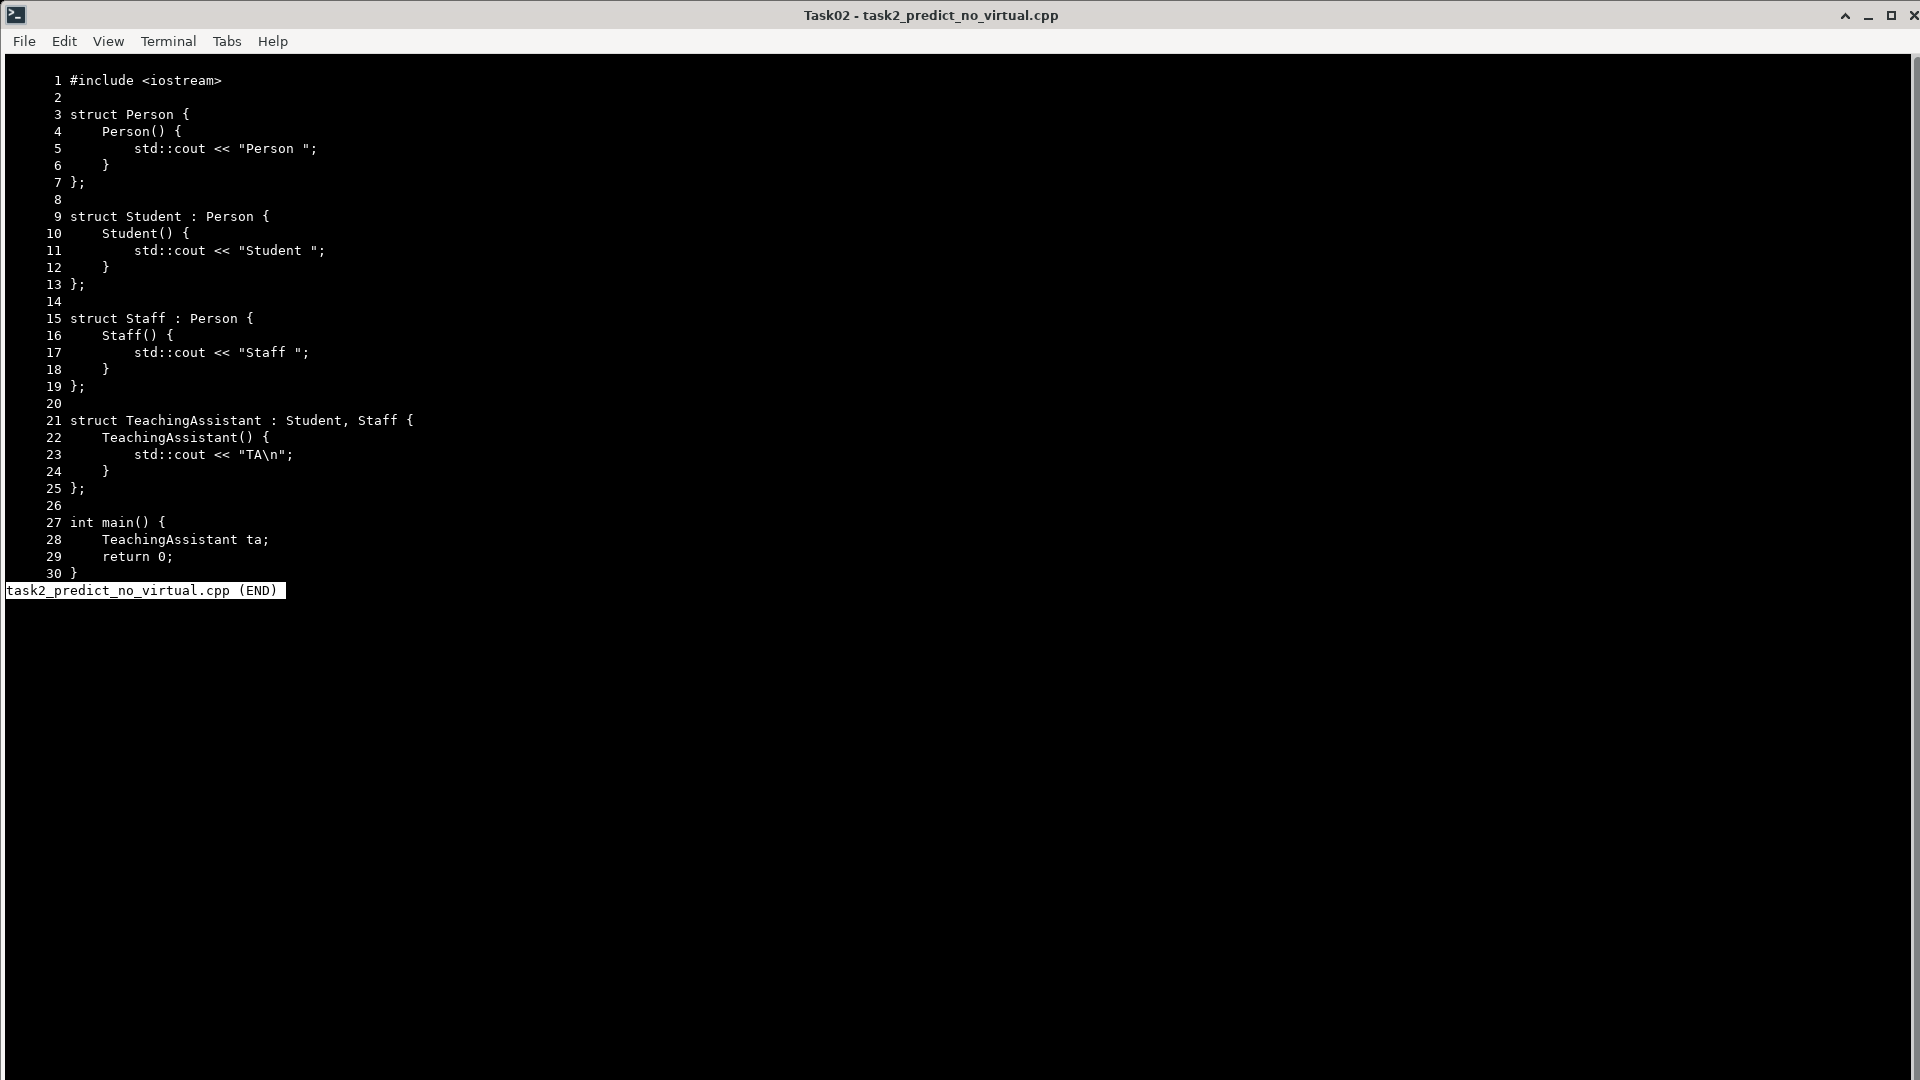 Task02 - task2_predict_no_virtual.cpp
File Edit View Terminal Tabs Help
1 #include <iostream>
2
3 struct Person {
4     Person() {
5         std::cout << "Person ";
6     }
7 };
8
9 struct Student : Person {
10     Student() {
11         std::cout << "Student ";
12     }
13 };
14
15 struct Staff : Person {
16     Staff() {
17         std::cout << "Staff ";
18     }
19 };
20
21 struct TeachingAssistant : Student, Staff {
22     TeachingAssistant() {
23         std::cout << "TA\n";
24     }
25 };
26
27 int main() {
28     TeachingAssistant ta;
29     return 0;
30 }
task2_predict_no_virtual.cpp (END)